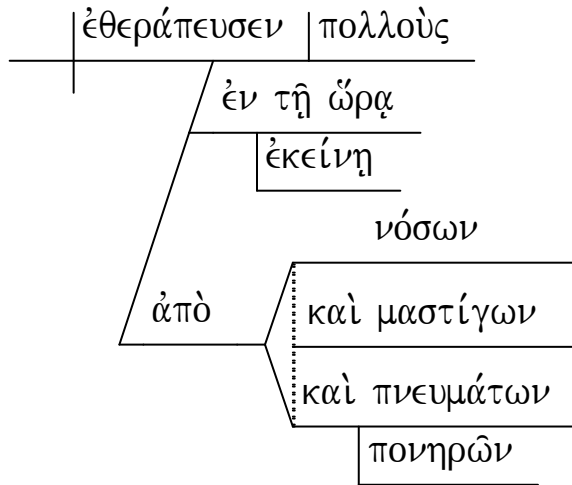 ἐθεράπευσεν πολλοὺς
ἐν τῇ ὥρᾳ
ἐκείνῃ
νόσων
ἀπὸ καὶ μαστίγων
καὶ πνευμάτων
πονηρῶν